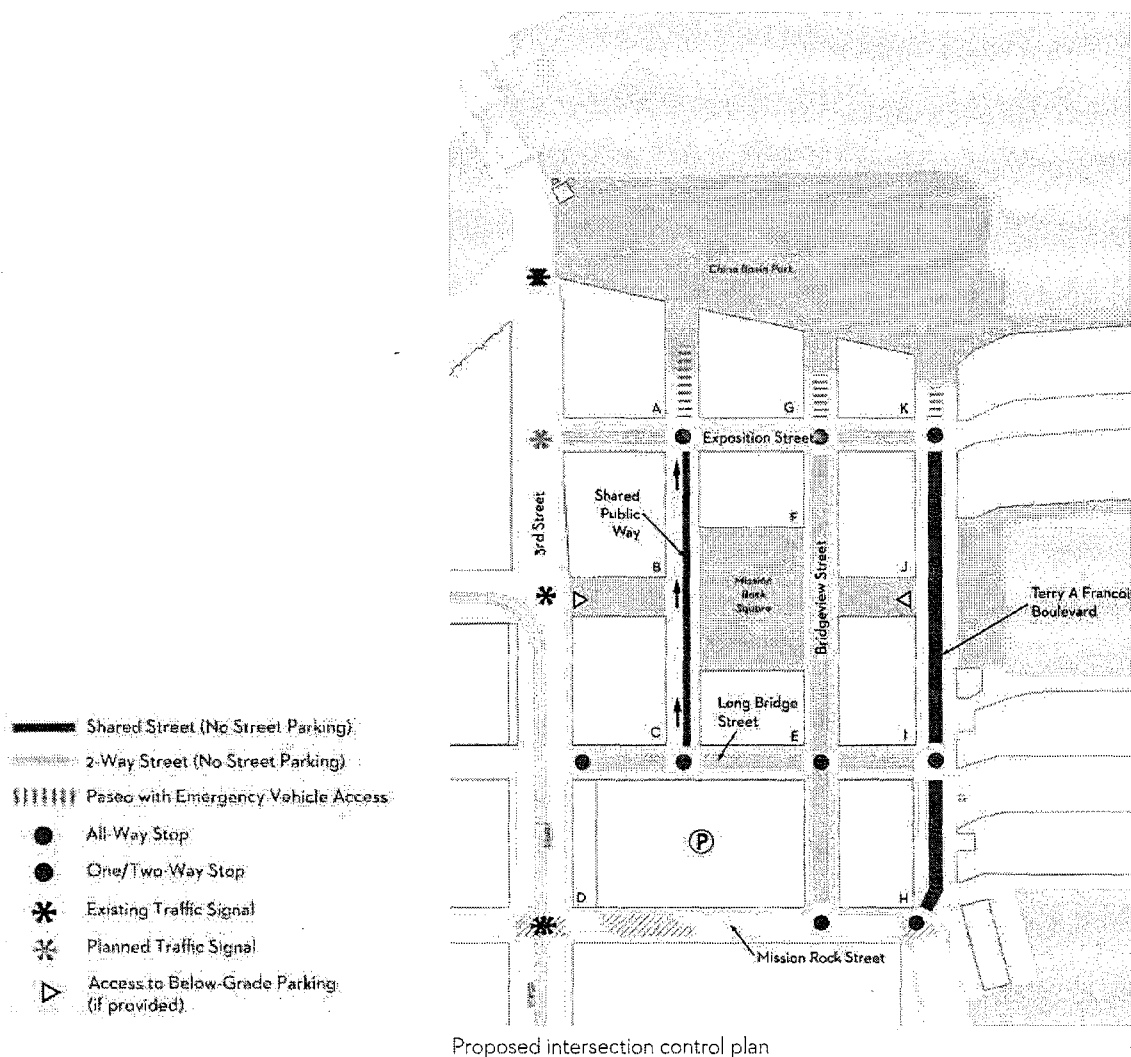 China Basin Park
A
G
K
Exposition Street
3rd Street
Shared
Public
Way
F
B
J
Mission
Rock
Square
Bridgeview Street
Terry A Francoi
Boulevard
Long Bridge
Street
C
E
I
P
D
H
Mission Rock Street
Shared Street (No Street Parking)
2-Way Street (No Street Parking)
Paseo with Emergency Vehicle Access
All-Way Stop
One/Two-Way Stop
Existing Traffic Signal
Planned Traffic Signal
Access to Below-Grade Parking
(if provided)
Proposed intersection control plan